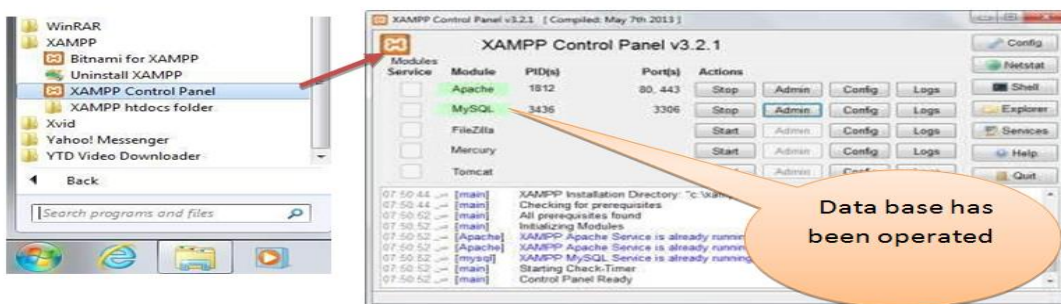 WinRAR
XAMPP
Bitnami for XAMPP
Uninstall XAMPP
XAMPP Control Panel
XAMPP htdocs folder
Xvid
Yahoo! Messenger
YTD Video Downloader
Back
Search programs and files
XAMPP Control Panel v3.2.1 [ Compiled: May 7th 2013 ]
XAMPP Control Panel v3.2.1
Config
Modules
Service Module PID(s) Port(s) Actions
Netstat
Apache 1812 80, 443 Stop Admin Config Logs
Shell
MySQL 3436 3306 Stop Admin Config Logs
Explorer
FileZilla Start Admin Config Logs
Services
Mercury Start Admin Config Logs
Help
Tomcat Admin Logs
Quit
07:50:44 [main] XAMPP Installation Directory: "c:\xamp
07:50:44 [main] Checking for prerequisites
07:50:52 [main] All prerequisites found
07:50:52 [main] Initializing Modules
07:50:52 [Apache] XAMPP Apache Service is already runnin
07:50:52 [Apache] XAMPP Apache Service is already runnin
07:50:52 [mysql] XAMPP MySQL Service is already running
07:50:52 [main] Starting Check-Timer
07:50:52 [main] Control Panel Ready
Data base has
been operated